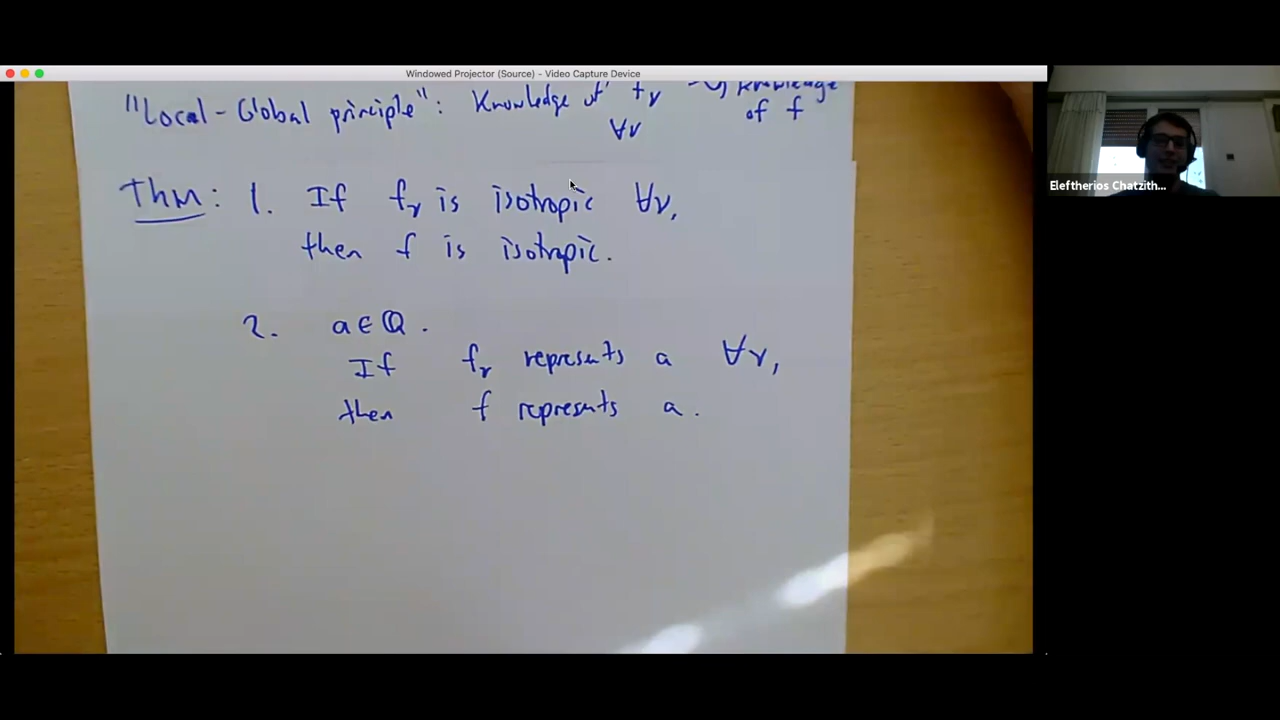 Windowed Projector (Source) - Video Capture Device
"Local-Global principle": Knowledge of f_v knowledge
∀v of f
Eleftherios Chatzith...
Thm: 1. If f_v is isotropic ∀v,
then f is isotropic.
2. a ∈ ℚ.
If f_v represents a ∀v,
then f represents a.